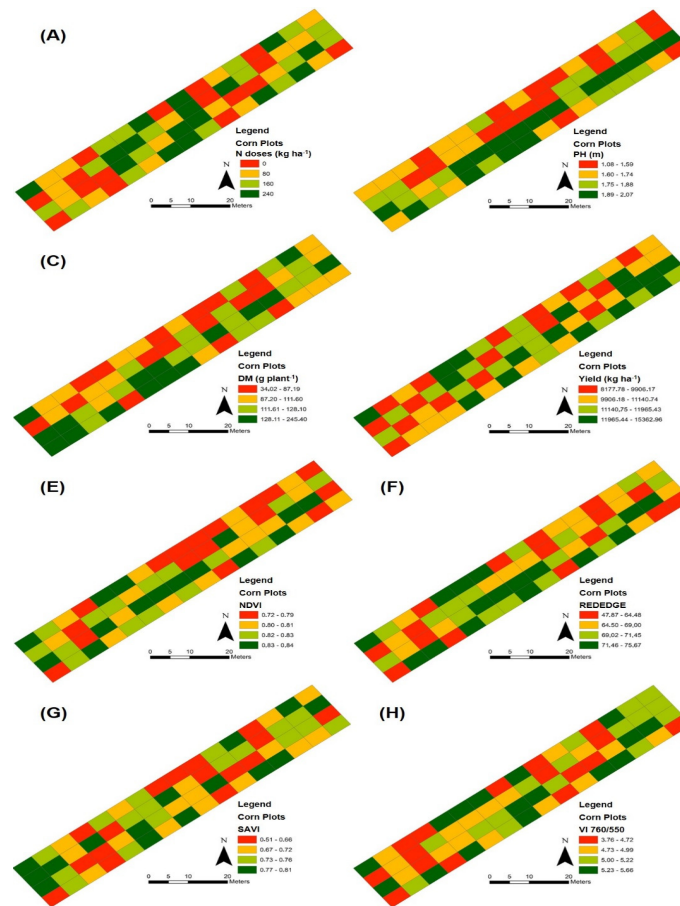 (A)
N
Legend
Corn Plots
N doses (kg ha⁻¹)
0
80
160
240
0 5 10 20
Meters
N
Legend
Corn Plots
PH (m)
1.08 - 1.59
1.60 - 1.74
1.75 - 1.88
1.89 - 2.07
0 5 10 20
Meters
(C)
N
Legend
Corn Plots
DM (g plant⁻¹)
34.02 - 87.19
87.20 - 111.60
111.61 - 128.10
128.11 - 245.40
0 5 10 20
Meters
N
Legend
Corn Plots
Yield (kg ha⁻¹)
8177.78 - 9906.17
9906.18 - 11140.74
11140.75 - 11965.43
11965.44 - 15362.96
0 5 10 20
Meters
(E)
N
Legend
Corn Plots
NDVI
0.72 - 0.79
0.80 - 0.81
0.82 - 0.83
0.83 - 0.84
0 5 10 20
Meters
(F)
N
Legend
Corn Plots
REDEDGE
47.87 - 64.48
64.50 - 69.00
69.02 - 71.45
71.46 - 75.67
0 5 10 20
Meters
(G)
N
Legend
Corn Plots
SAVI
0.51 - 0.66
0.67 - 0.72
0.73 - 0.76
0.77 - 0.81
0 5 10 20
Meters
(H)
N
Legend
Corn Plots
VI 760/550
3.76 - 4.72
4.73 - 4.99
5.00 - 5.22
5.23 - 5.66
0 5 10 20
Meters